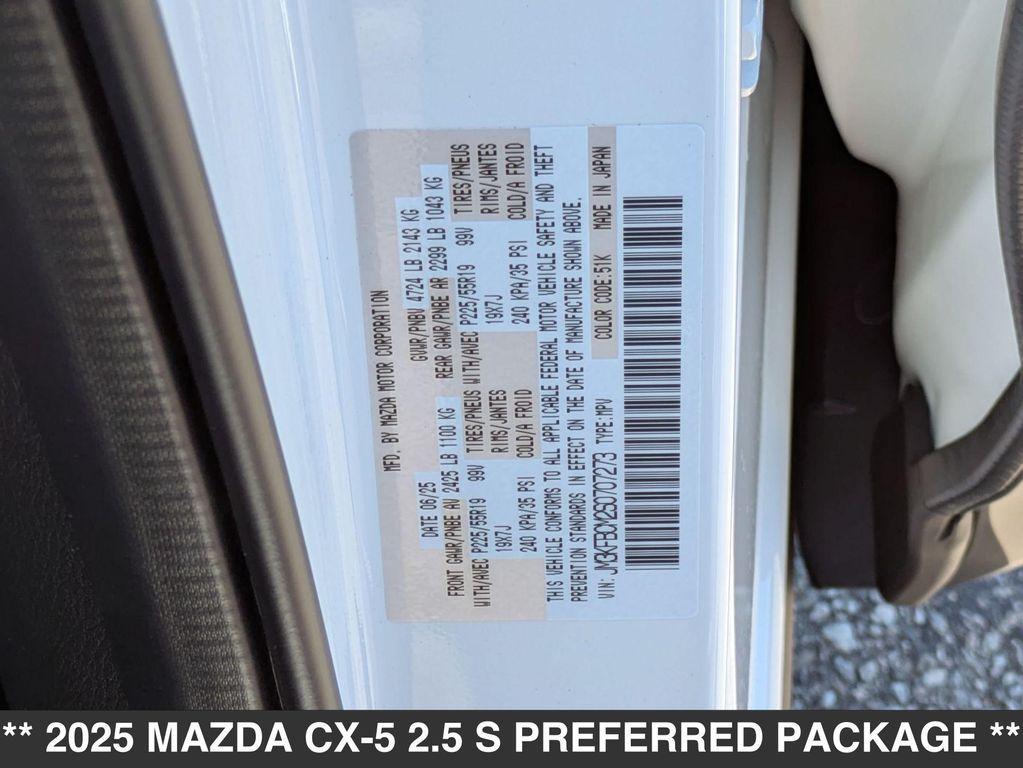 MFD. BY MAZDA MOTOR CORPORATION
DATE 06/25 GVWR/PNBV 4724 LB 2143 KG
FRONT GAWR/PNBE AV 2425 LB 1100 KG REAR GAWR/PNBE AR 2299 LB 1043 KG
WITH/AVEC P225/55R19 99V TIRES/PNEUS WITH/AVEC P225/55R19 99V TIRES/PNEUS
19X7J RIMS/JANTES 19X7J RIMS/JANTES
240 KPA/35 PSI COLD/A FROID 240 KPA/35 PSI COLD/A FROID
THIS VEHICLE CONFORMS TO ALL APPLICABLE FEDERAL MOTOR VEHICLE SAFETY AND THEFT
PREVENTION STANDARDS IN EFFECT ON THE DATE OF MANUFACTURE SHOWN ABOVE.
VIN: JM3KFBCM2S0707273 TYPE:MPV COLOR CODE:51K MADE IN JAPAN
** 2025 MAZDA CX-5 2.5 S PREFERRED PACKAGE **